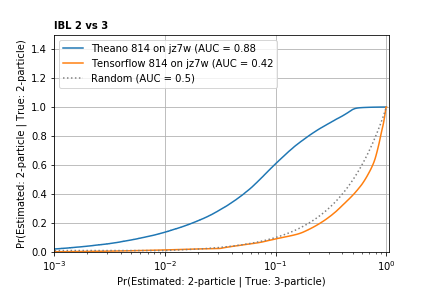 IBL 2 vs 3
Theano 814 on jz7w (AUC = 0.88
Tensorflow 814 on jz7w (AUC = 0.42
Random (AUC = 0.5)
Pr(Estimated: 2-particle | True: 2-particle)
1.4
1.2
1.0
0.8
0.6
0.4
0.2
0.0
10⁻³
10⁻²
10⁻¹
10⁰
Pr(Estimated: 2-particle | True: 3-particle)